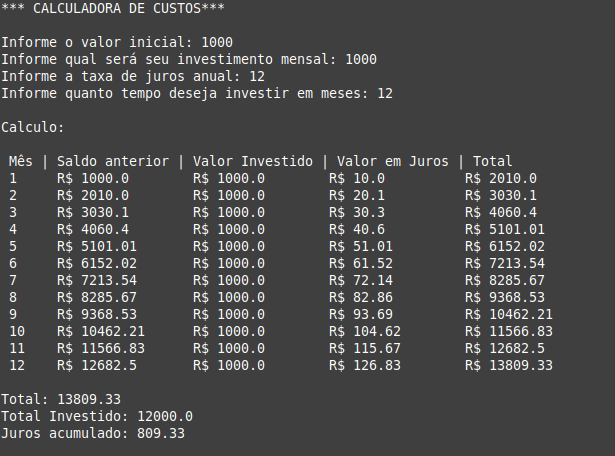 *** CALCULADORA DE CUSTOS***
Informe o valor inicial: 1000
Informe qual será seu investimento mensal: 1000
Informe a taxa de juros anual: 12
Informe quanto tempo deseja investir em meses: 12
Calculo:
Mês | Saldo anterior | Valor Investido | Valor em Juros | Total
1 R$ 1000.0 R$ 1000.0 R$ 10.0 R$ 2010.0
2 R$ 2010.0 R$ 1000.0 R$ 20.1 R$ 3030.1
3 R$ 3030.1 R$ 1000.0 R$ 30.3 R$ 4060.4
4 R$ 4060.4 R$ 1000.0 R$ 40.6 R$ 5101.01
5 R$ 5101.01 R$ 1000.0 R$ 51.01 R$ 6152.02
6 R$ 6152.02 R$ 1000.0 R$ 61.52 R$ 7213.54
7 R$ 7213.54 R$ 1000.0 R$ 72.14 R$ 8285.67
8 R$ 8285.67 R$ 1000.0 R$ 82.86 R$ 9368.53
9 R$ 9368.53 R$ 1000.0 R$ 93.69 R$ 10462.21
10 R$ 10462.21 R$ 1000.0 R$ 104.62 R$ 11566.83
11 R$ 11566.83 R$ 1000.0 R$ 115.67 R$ 12682.5
12 R$ 12682.5 R$ 1000.0 R$ 126.83 R$ 13809.33
Total: 13809.33
Total Investido: 12000.0
Juros acumulado: 809.33